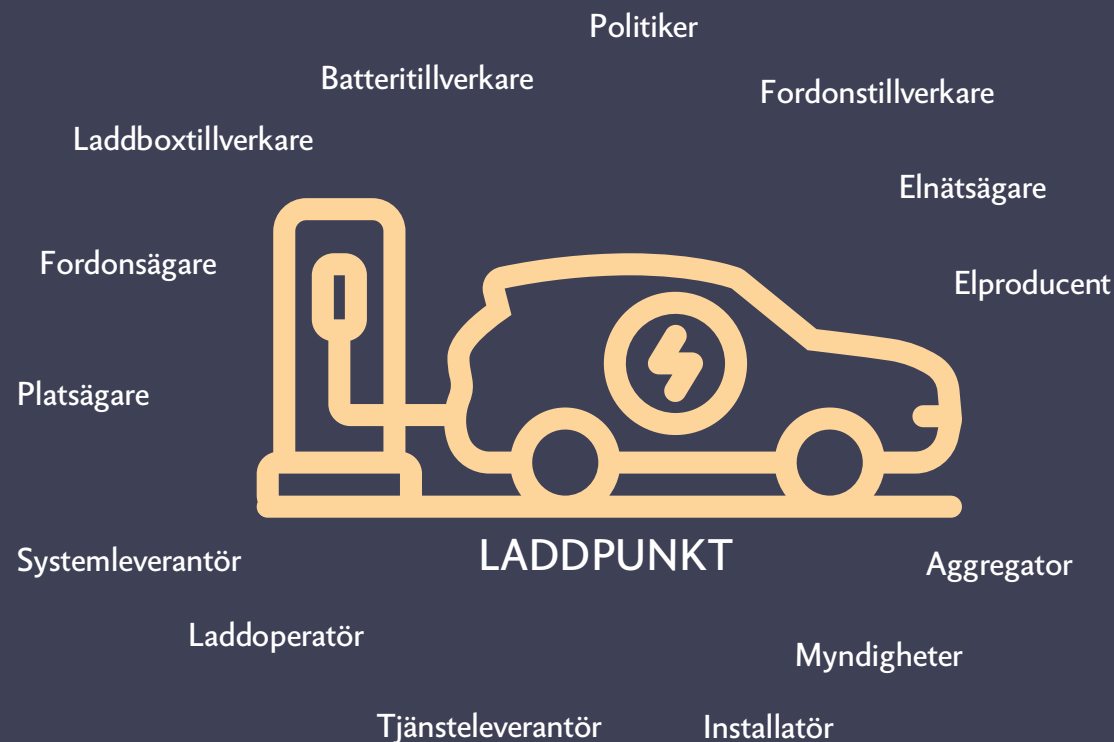 Politiker
Batteritillverkare
Fordonstillverkare
Laddboxtillverkare
Elnätsägare
Fordonsägare
Elproducent
Platsägare
LADDPUNKT
Systemleverantör
Aggregator
Laddoperatör
Myndigheter
Tjänsteleverantör
Installatör